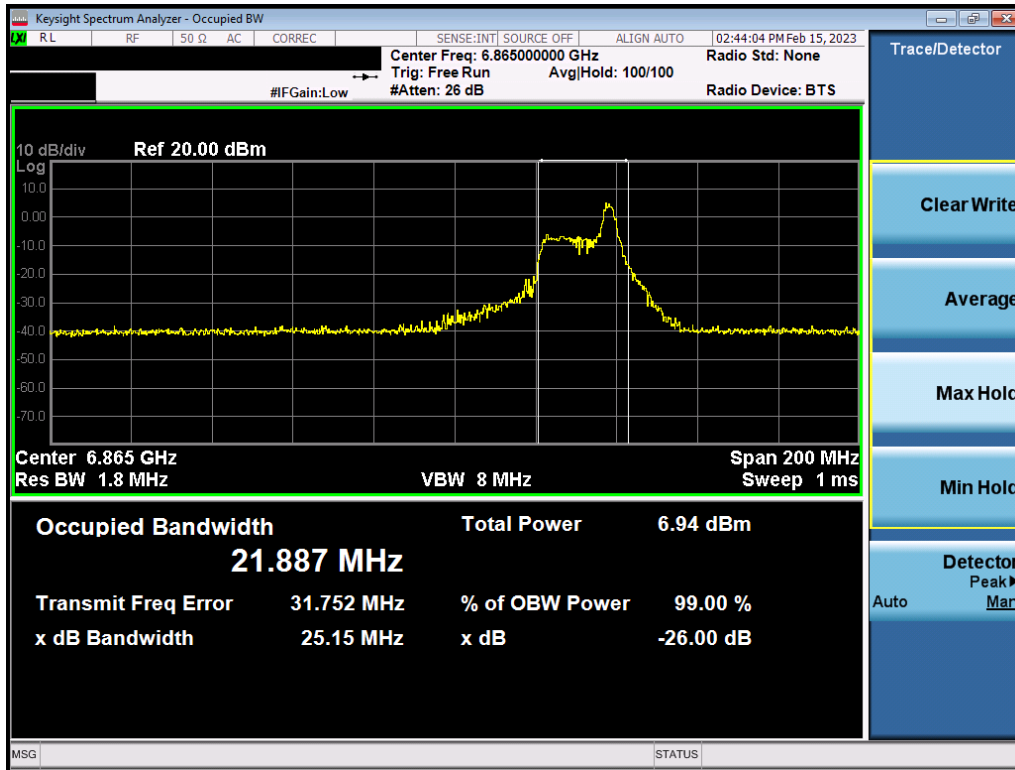 Keysight Spectrum Analyzer - Occupied BW
LXI RL RF 50 Ω AC CORREC SENSE:INT SOURCE OFF ALIGN AUTO 02:44:04 PM Feb 15, 2023
Center Freq: 6.865000000 GHz Radio Std: None
Trig: Free Run Avg|Hold: 100/100
#IFGain:Low #Atten: 26 dB Radio Device: BTS
10 dB/div Ref 20.00 dBm
Log
10.0
0.00
-10.0
-20.0
-30.0
-40.0
-50.0
-60.0
-70.0
Center 6.865 GHz Span 200 MHz
Res BW 1.8 MHz VBW 8 MHz Sweep 1 ms
Occupied Bandwidth Total Power 6.94 dBm
21.887 MHz
Transmit Freq Error 31.752 MHz % of OBW Power 99.00 %
x dB Bandwidth 25.15 MHz x dB -26.00 dB
MSG STATUS
Trace/Detector
Clear Write
Average
Max Hold
Min Hold
Detector
Peak▶
Auto Man